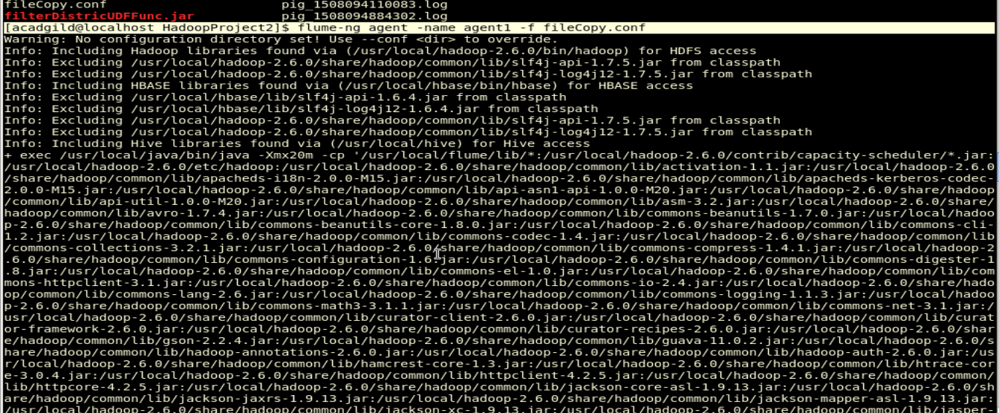 fileCopy.conf                      pig_1508094110083.log
filterDistricUDFFunc.jar           pig_1508094884302.log
[acadgild@localhost HadoopProject2]$ flume-ng agent -name agent1 -f fileCopy.conf
Warning: No configuration directory set! Use --conf <dir> to override.
Info: Including Hadoop libraries found via (/usr/local/hadoop-2.6.0/bin/hadoop) for HDFS access
Info: Excluding /usr/local/hadoop-2.6.0/share/hadoop/common/lib/slf4j-api-1.7.5.jar from classpath
Info: Excluding /usr/local/hadoop-2.6.0/share/hadoop/common/lib/slf4j-log4j12-1.7.5.jar from classpath
Info: Including HBASE libraries found via (/usr/local/hbase/bin/hbase) for HBASE access
Info: Excluding /usr/local/hbase/lib/slf4j-api-1.6.4.jar from classpath
Info: Excluding /usr/local/hbase/lib/slf4j-log4j12-1.6.4.jar from classpath
Info: Excluding /usr/local/hadoop-2.6.0/share/hadoop/common/lib/slf4j-api-1.7.5.jar from classpath
Info: Excluding /usr/local/hadoop-2.6.0/share/hadoop/common/lib/slf4j-log4j12-1.7.5.jar from classpath
Info: Including Hive libraries found via (/usr/local/hive) for Hive access
+ exec /usr/local/java/bin/java -Xmx20m -cp '/usr/local/flume/lib/*:/usr/local/hadoop-2.6.0/contrib/capacity-scheduler/*.jar:
/usr/local/hadoop-2.6.0/etc/hadoop:/usr/local/hadoop-2.6.0/share/hadoop/common/lib/activation-1.1.jar:/usr/local/hadoop-2.6.0
/share/hadoop/common/lib/apacheds-i18n-2.0.0-M15.jar:/usr/local/hadoop-2.6.0/share/hadoop/common/lib/apacheds-kerberos-codec-
2.0.0-M15.jar:/usr/local/hadoop-2.6.0/share/hadoop/common/lib/api-asn1-api-1.0.0-M20.jar:/usr/local/hadoop-2.6.0/share/hadoop
/common/lib/api-util-1.0.0-M20.jar:/usr/local/hadoop-2.6.0/share/hadoop/common/lib/asm-3.2.jar:/usr/local/hadoop-2.6.0/share/
hadoop/common/lib/avro-1.7.4.jar:/usr/local/hadoop-2.6.0/share/hadoop/common/lib/commons-beanutils-1.7.0.jar:/usr/local/hadoo
p-2.6.0/share/hadoop/common/lib/commons-beanutils-core-1.8.0.jar:/usr/local/hadoop-2.6.0/share/hadoop/common/lib/commons-cli-
1.2.jar:/usr/local/hadoop-2.6.0/share/hadoop/common/lib/commons-codec-1.4.jar:/usr/local/hadoop-2.6.0/share/hadoop/common/lib
/commons-collections-3.2.1.jar:/usr/local/hadoop-2.6.0/share/hadoop/common/lib/commons-compress-1.4.1.jar:/usr/local/hadoop-2
.6.0/share/hadoop/common/lib/commons-configuration-1.6.jar:/usr/local/hadoop-2.6.0/share/hadoop/common/lib/commons-digester-1
.8.jar:/usr/local/hadoop-2.6.0/share/hadoop/common/lib/commons-el-1.0.jar:/usr/local/hadoop-2.6.0/share/hadoop/common/lib/com
mons-httpclient-3.1.jar:/usr/local/hadoop-2.6.0/share/hadoop/common/lib/commons-io-2.4.jar:/usr/local/hadoop-2.6.0/share/hado
op/common/lib/commons-lang-2.6.jar:/usr/local/hadoop-2.6.0/share/hadoop/common/lib/commons-logging-1.1.3.jar:/usr/local/hadoo
p-2.6.0/share/hadoop/common/lib/commons-math3-3.1.1.jar:/usr/local/hadoop-2.6.0/share/hadoop/common/lib/commons-net-3.1.jar:/
usr/local/hadoop-2.6.0/share/hadoop/common/lib/curator-client-2.6.0.jar:/usr/local/hadoop-2.6.0/share/hadoop/common/lib/curat
or-framework-2.6.0.jar:/usr/local/hadoop-2.6.0/share/hadoop/common/lib/curator-recipes-2.6.0.jar:/usr/local/hadoop-2.6.0/shar
e/hadoop/common/lib/gson-2.2.4.jar:/usr/local/hadoop-2.6.0/share/hadoop/common/lib/guava-11.0.2.jar:/usr/local/hadoop-2.6.0/s
hare/hadoop/common/lib/hadoop-annotations-2.6.0.jar:/usr/local/hadoop-2.6.0/share/hadoop/common/lib/hadoop-auth-2.6.0.jar:/us
r/local/hadoop-2.6.0/share/hadoop/common/lib/hamcrest-core-1.3.jar:/usr/local/hadoop-2.6.0/share/hadoop/common/lib/htrace-cor
e-3.0.4.jar:/usr/local/hadoop-2.6.0/share/hadoop/common/lib/httpclient-4.2.5.jar:/usr/local/hadoop-2.6.0/share/hadoop/common/
lib/httpcore-4.2.5.jar:/usr/local/hadoop-2.6.0/share/hadoop/common/lib/jackson-core-asl-1.9.13.jar:/usr/local/hadoop-2.6.0/sh
are/hadoop/common/lib/jackson-jaxrs-1.9.13.jar:/usr/local/hadoop-2.6.0/share/hadoop/common/lib/jackson-mapper-asl-1.9.13.jar:
/usr/local/hadoop-2.6.0/share/hadoop/common/lib/jackson-xc-1.9.13.jar:/usr/local/hadoop-2.6.0/share/hadoop/common/lib/jasper-